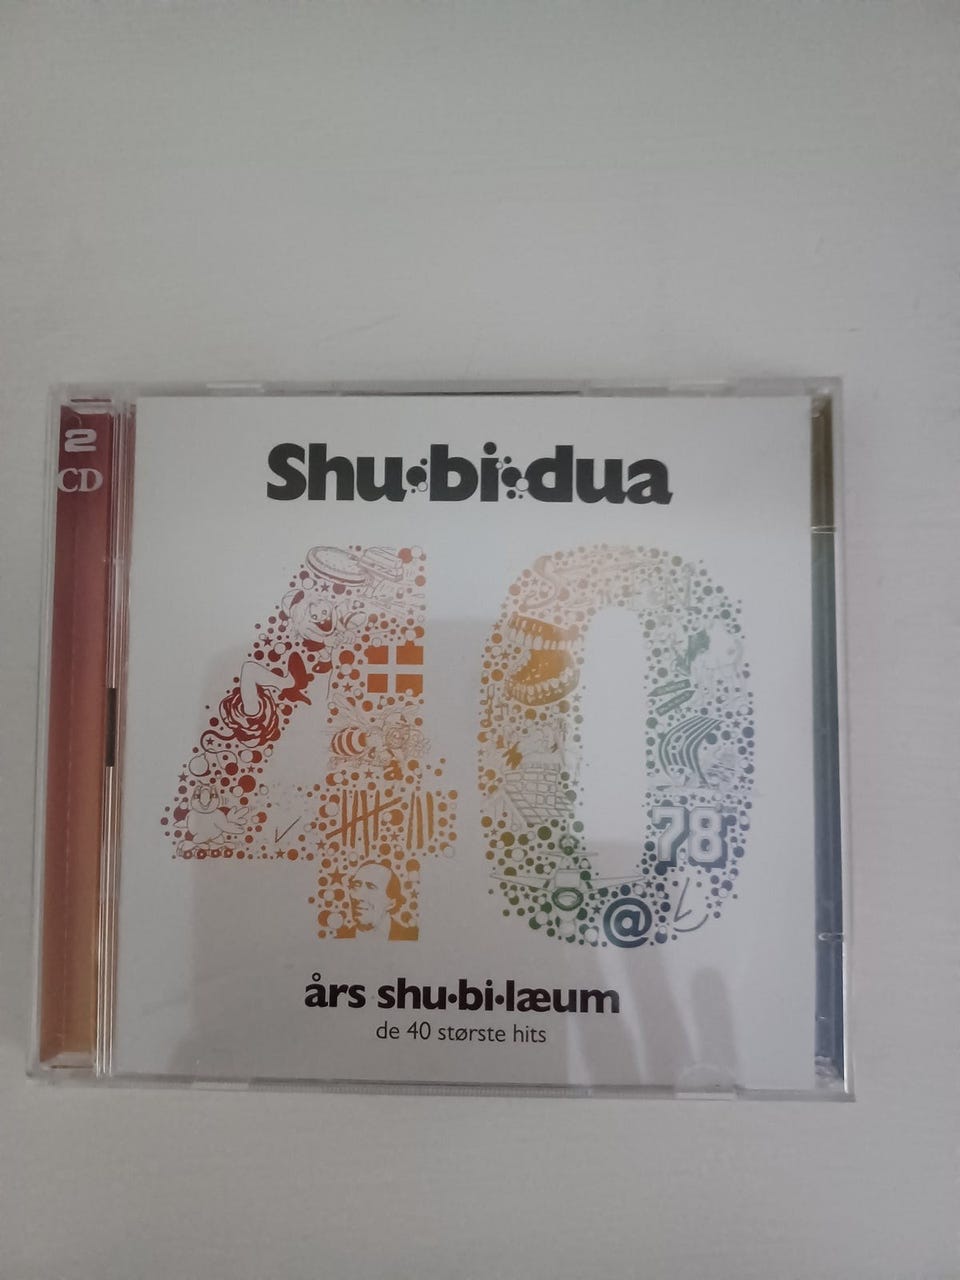 2
CD
Shu·bi·dua
78
@
års shu·bi·læum
de 40 største hits
40